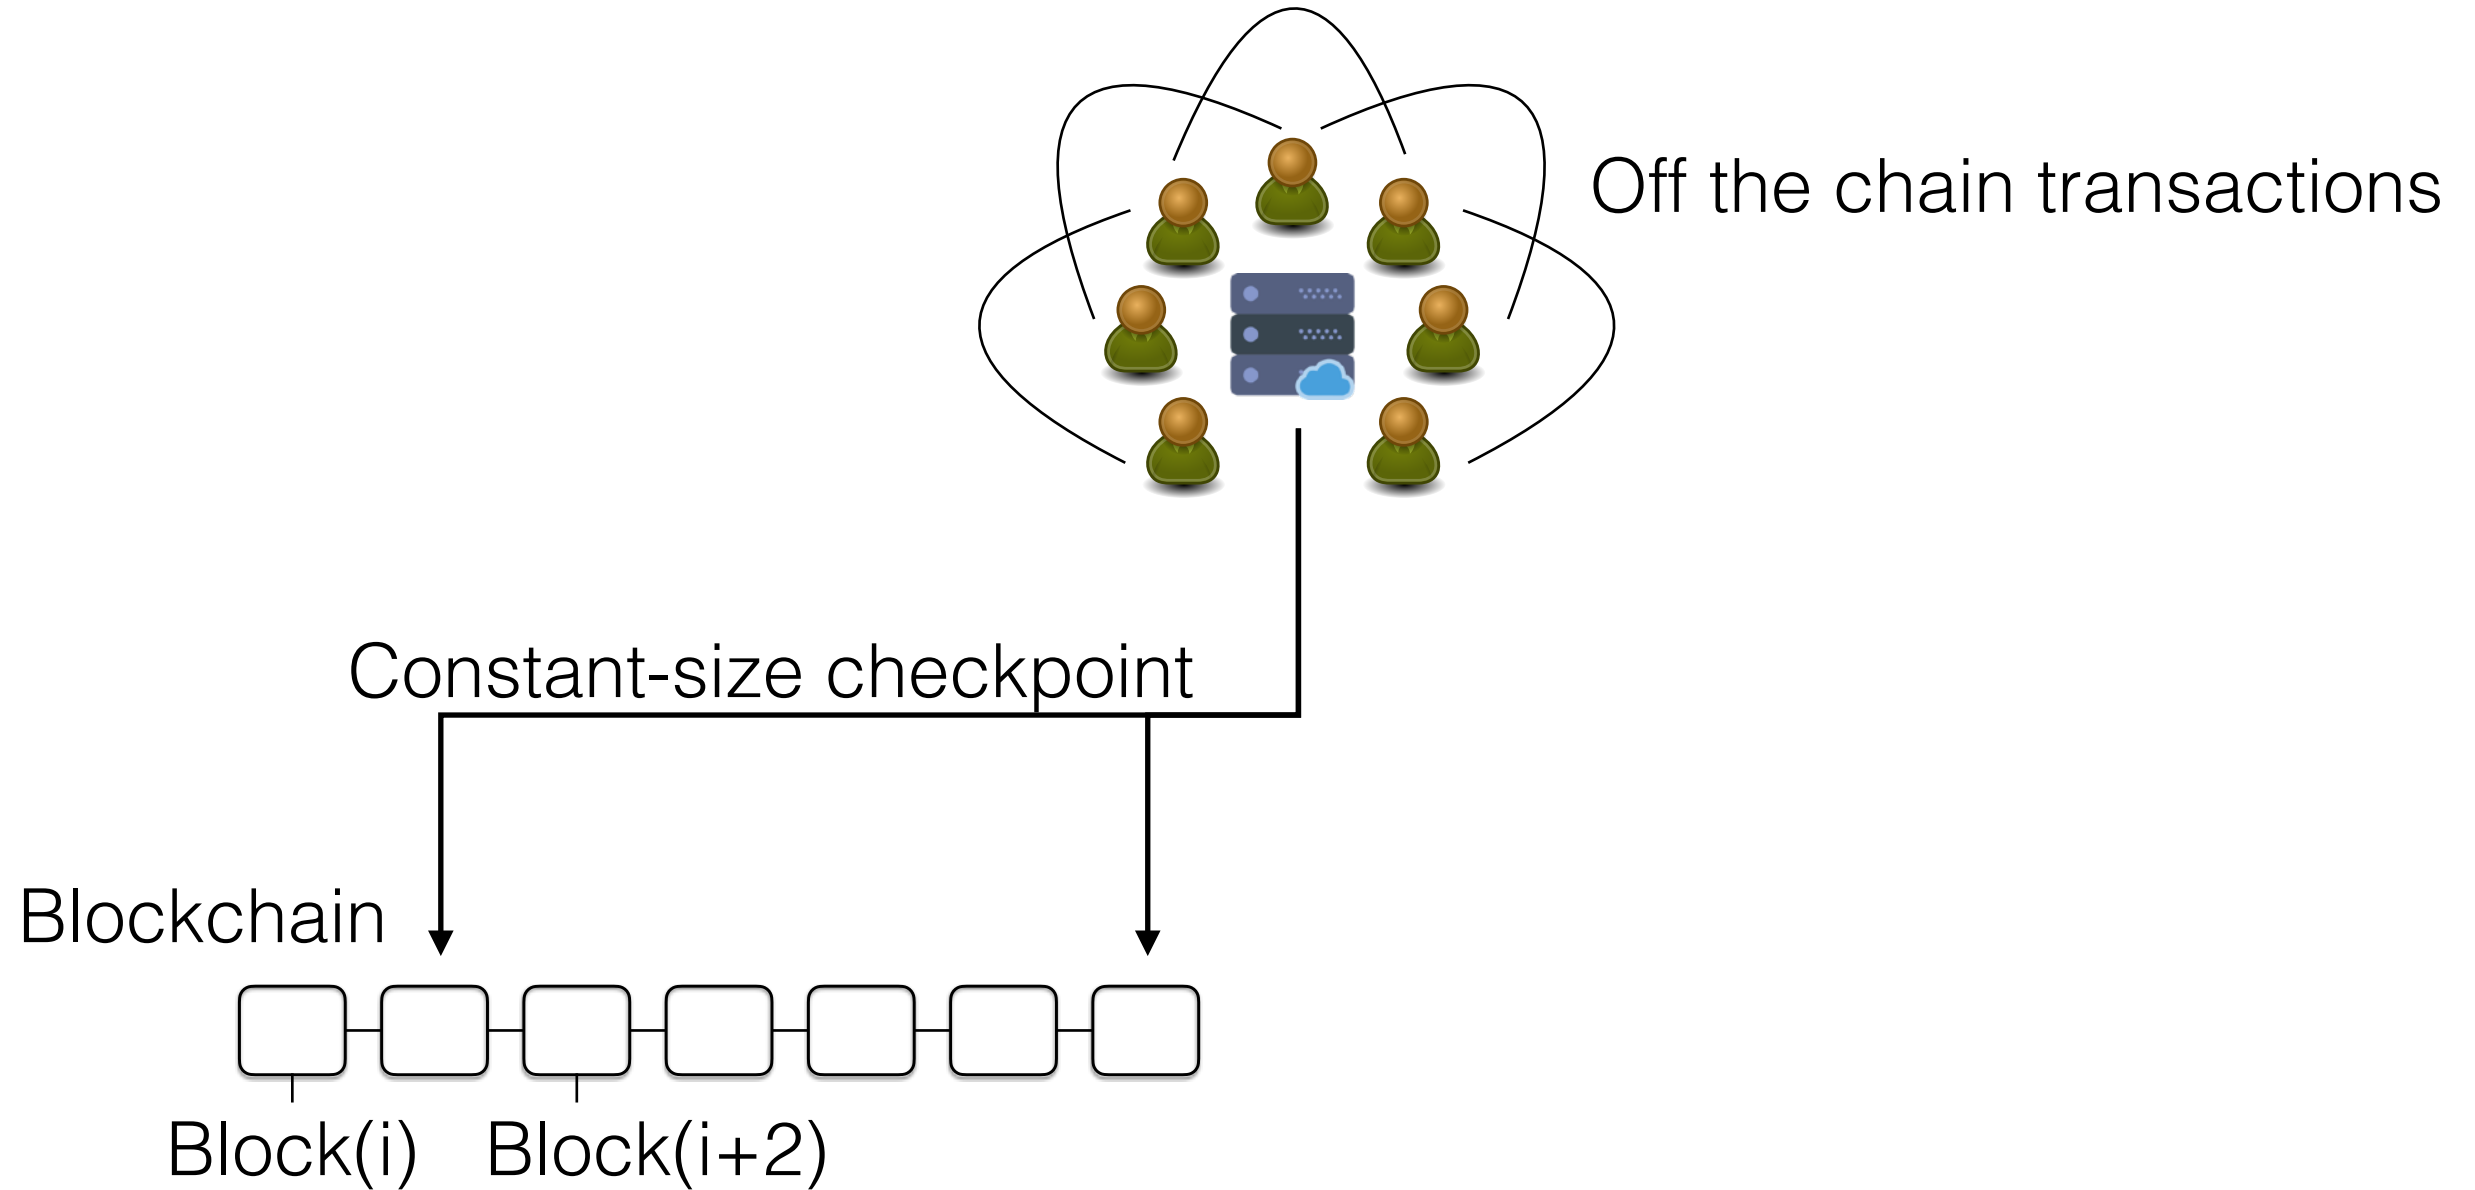 Off the chain transactions
Constant-size checkpoint
Blockchain
Block(i)
Block(i+2)